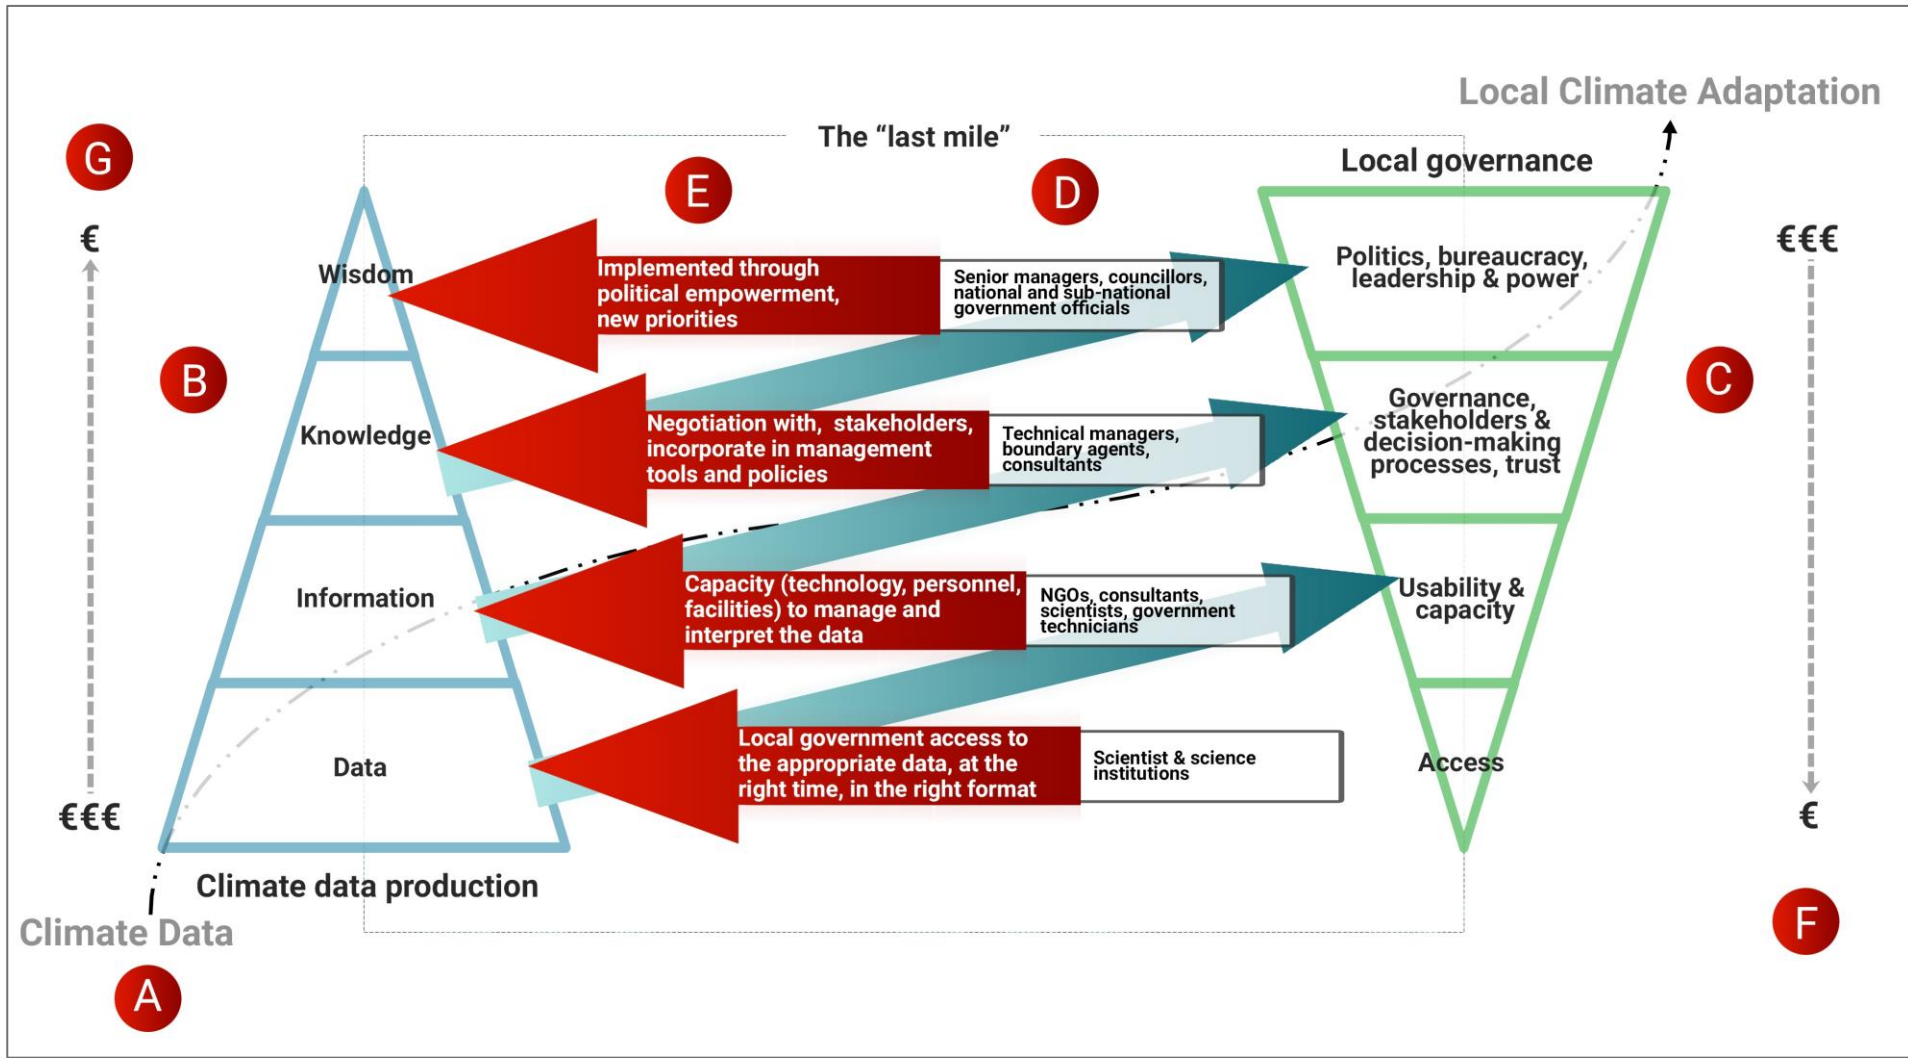 Local Climate Adaptation
The “last mile”
Local governance
G
E
D
€
€€€
Wisdom
Implemented through
political empowerment,
new priorities
Senior managers, councillors,
national and sub-national
government officials
Politics, bureaucracy,
leadership & power
B
C
Knowledge
Negotiation with, stakeholders,
incorporate in management
tools and policies
Technical managers,
boundary agents,
consultants
Governance,
stakeholders &
decision-making
processes, trust
Information
Capacity (technology, personnel,
facilities) to manage and
interpret the data
NGOs, consultants,
scientists, government
technicians
Usability &
capacity
Data
Local government access to
the appropriate data, at the
right time, in the right format
Scientist & science
institutions
Access
€€€
€
Climate data production
Climate Data
F
A